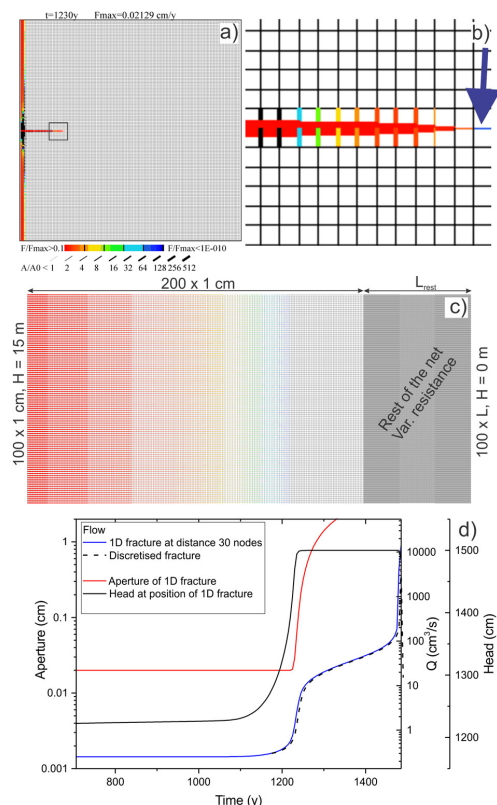 t=1230y Fmax=0.02129 cm/y
a)
b)
F/Fmax>0.1 F/Fmax<1E-010
A/A0 < 1 2 4 8 16 32 64 128 256 512
200 x 1 cm
L_rest
c)
100 x 1 cm, H = 15 m
Rest of the net
Var. resistance
100 x L, H = 0 m
d)
Flow
1D fracture at distance 30 nodes
Discretised fracture
Aperture of 1D fracture
Head at position of 1D fracture
Aperture (cm)
1
0.1
0.01
0.001
Q (cm³/s)
10000
1000
100
10
1
Head (cm)
1500
1400
1300
1200
800 1000 1200 1400
Time (y)